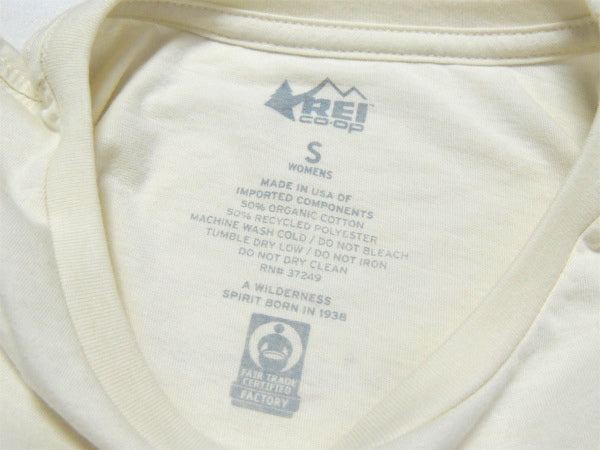 REI
CO·OP
S
WOMENS
MADE IN USA OF
IMPORTED COMPONENTS
50% ORGANIC COTTON
50% RECYCLED POLYESTER
MACHINE WASH COLD / DO NOT BLEACH
TUMBLE DRY LOW / DO NOT IRON
DO NOT DRY CLEAN
RN# 37249
A WILDERNESS
SPIRIT BORN IN 1938
FAIR TRADE
CERTIFIED
FACTORY